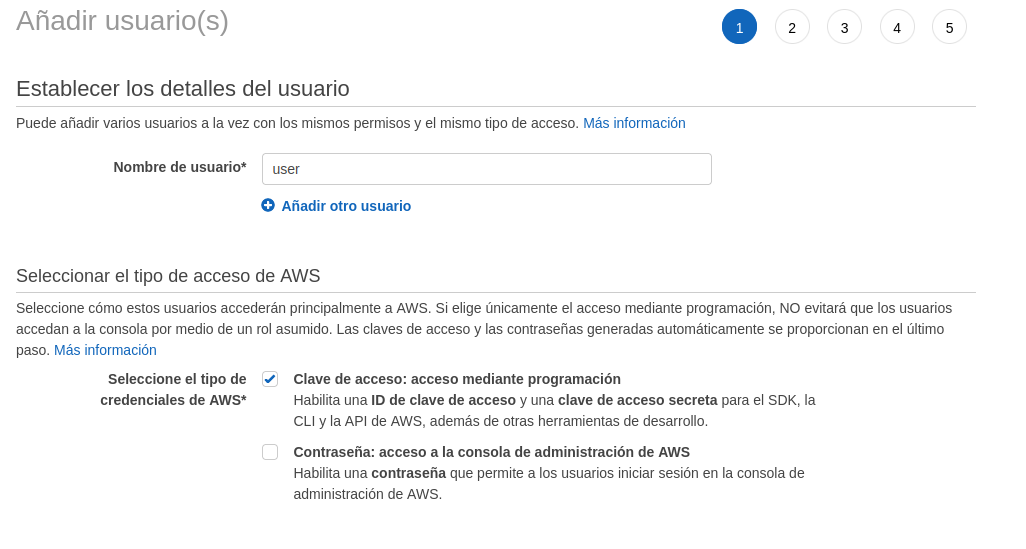 Añadir usuario(s)
1 2 3 4 5
Establecer los detalles del usuario
Puede añadir varios usuarios a la vez con los mismos permisos y el mismo tipo de acceso. Más información
Nombre de usuario*
user
Añadir otro usuario
Seleccionar el tipo de acceso de AWS
Seleccione cómo estos usuarios accederán principalmente a AWS. Si elige únicamente el acceso mediante programación, NO evitará que los usuarios
accedan a la consola por medio de un rol asumido. Las claves de acceso y las contraseñas generadas automáticamente se proporcionan en el último
paso. Más información
Seleccione el tipo de
credenciales de AWS*
Clave de acceso: acceso mediante programación
Habilita una ID de clave de acceso y una clave de acceso secreta para el SDK, la
CLI y la API de AWS, además de otras herramientas de desarrollo.
Contraseña: acceso a la consola de administración de AWS
Habilita una contraseña que permite a los usuarios iniciar sesión en la consola de
administración de AWS.